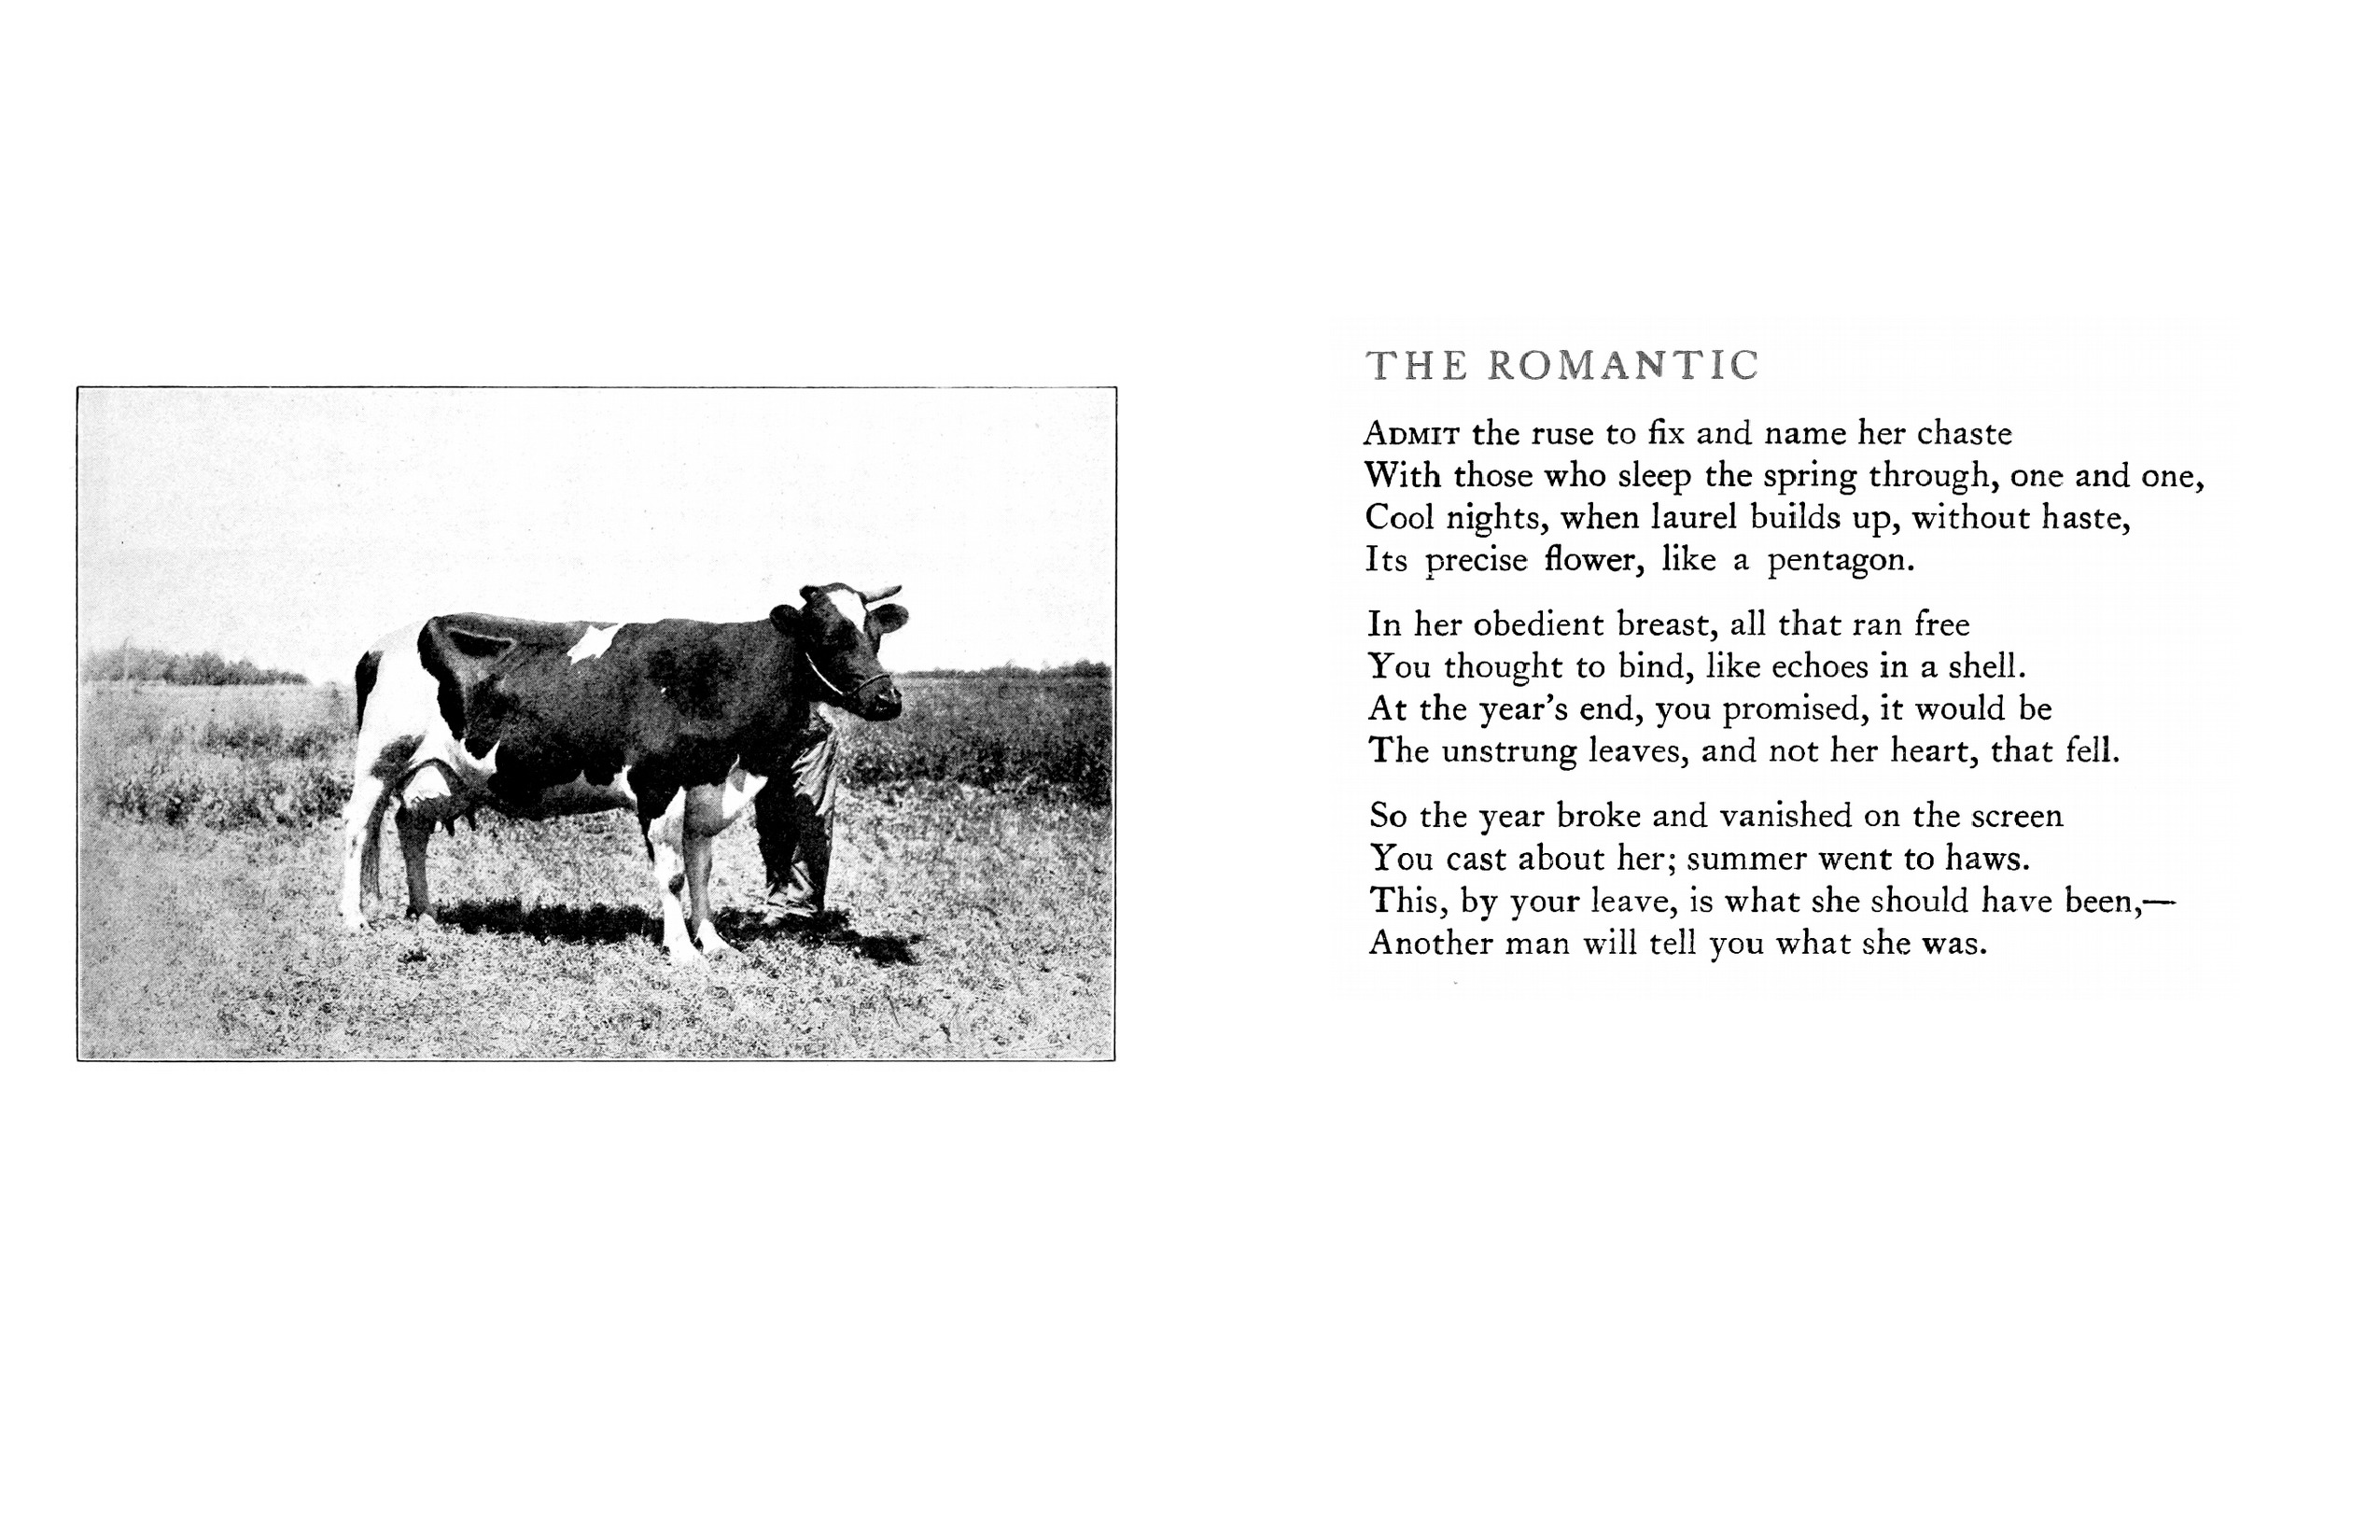 THE ROMANTIC
ADMIT the ruse to fix and name her chaste
With those who sleep the spring through, one and one,
Cool nights, when laurel builds up, without haste,
Its precise flower, like a pentagon.
In her obedient breast, all that ran free
You thought to bind, like echoes in a shell.
At the year's end, you promised, it would be
The unstrung leaves, and not her heart, that fell.
So the year broke and vanished on the screen
You cast about her; summer went to haws.
This, by your leave, is what she should have been,—
Another man will tell you what she was.